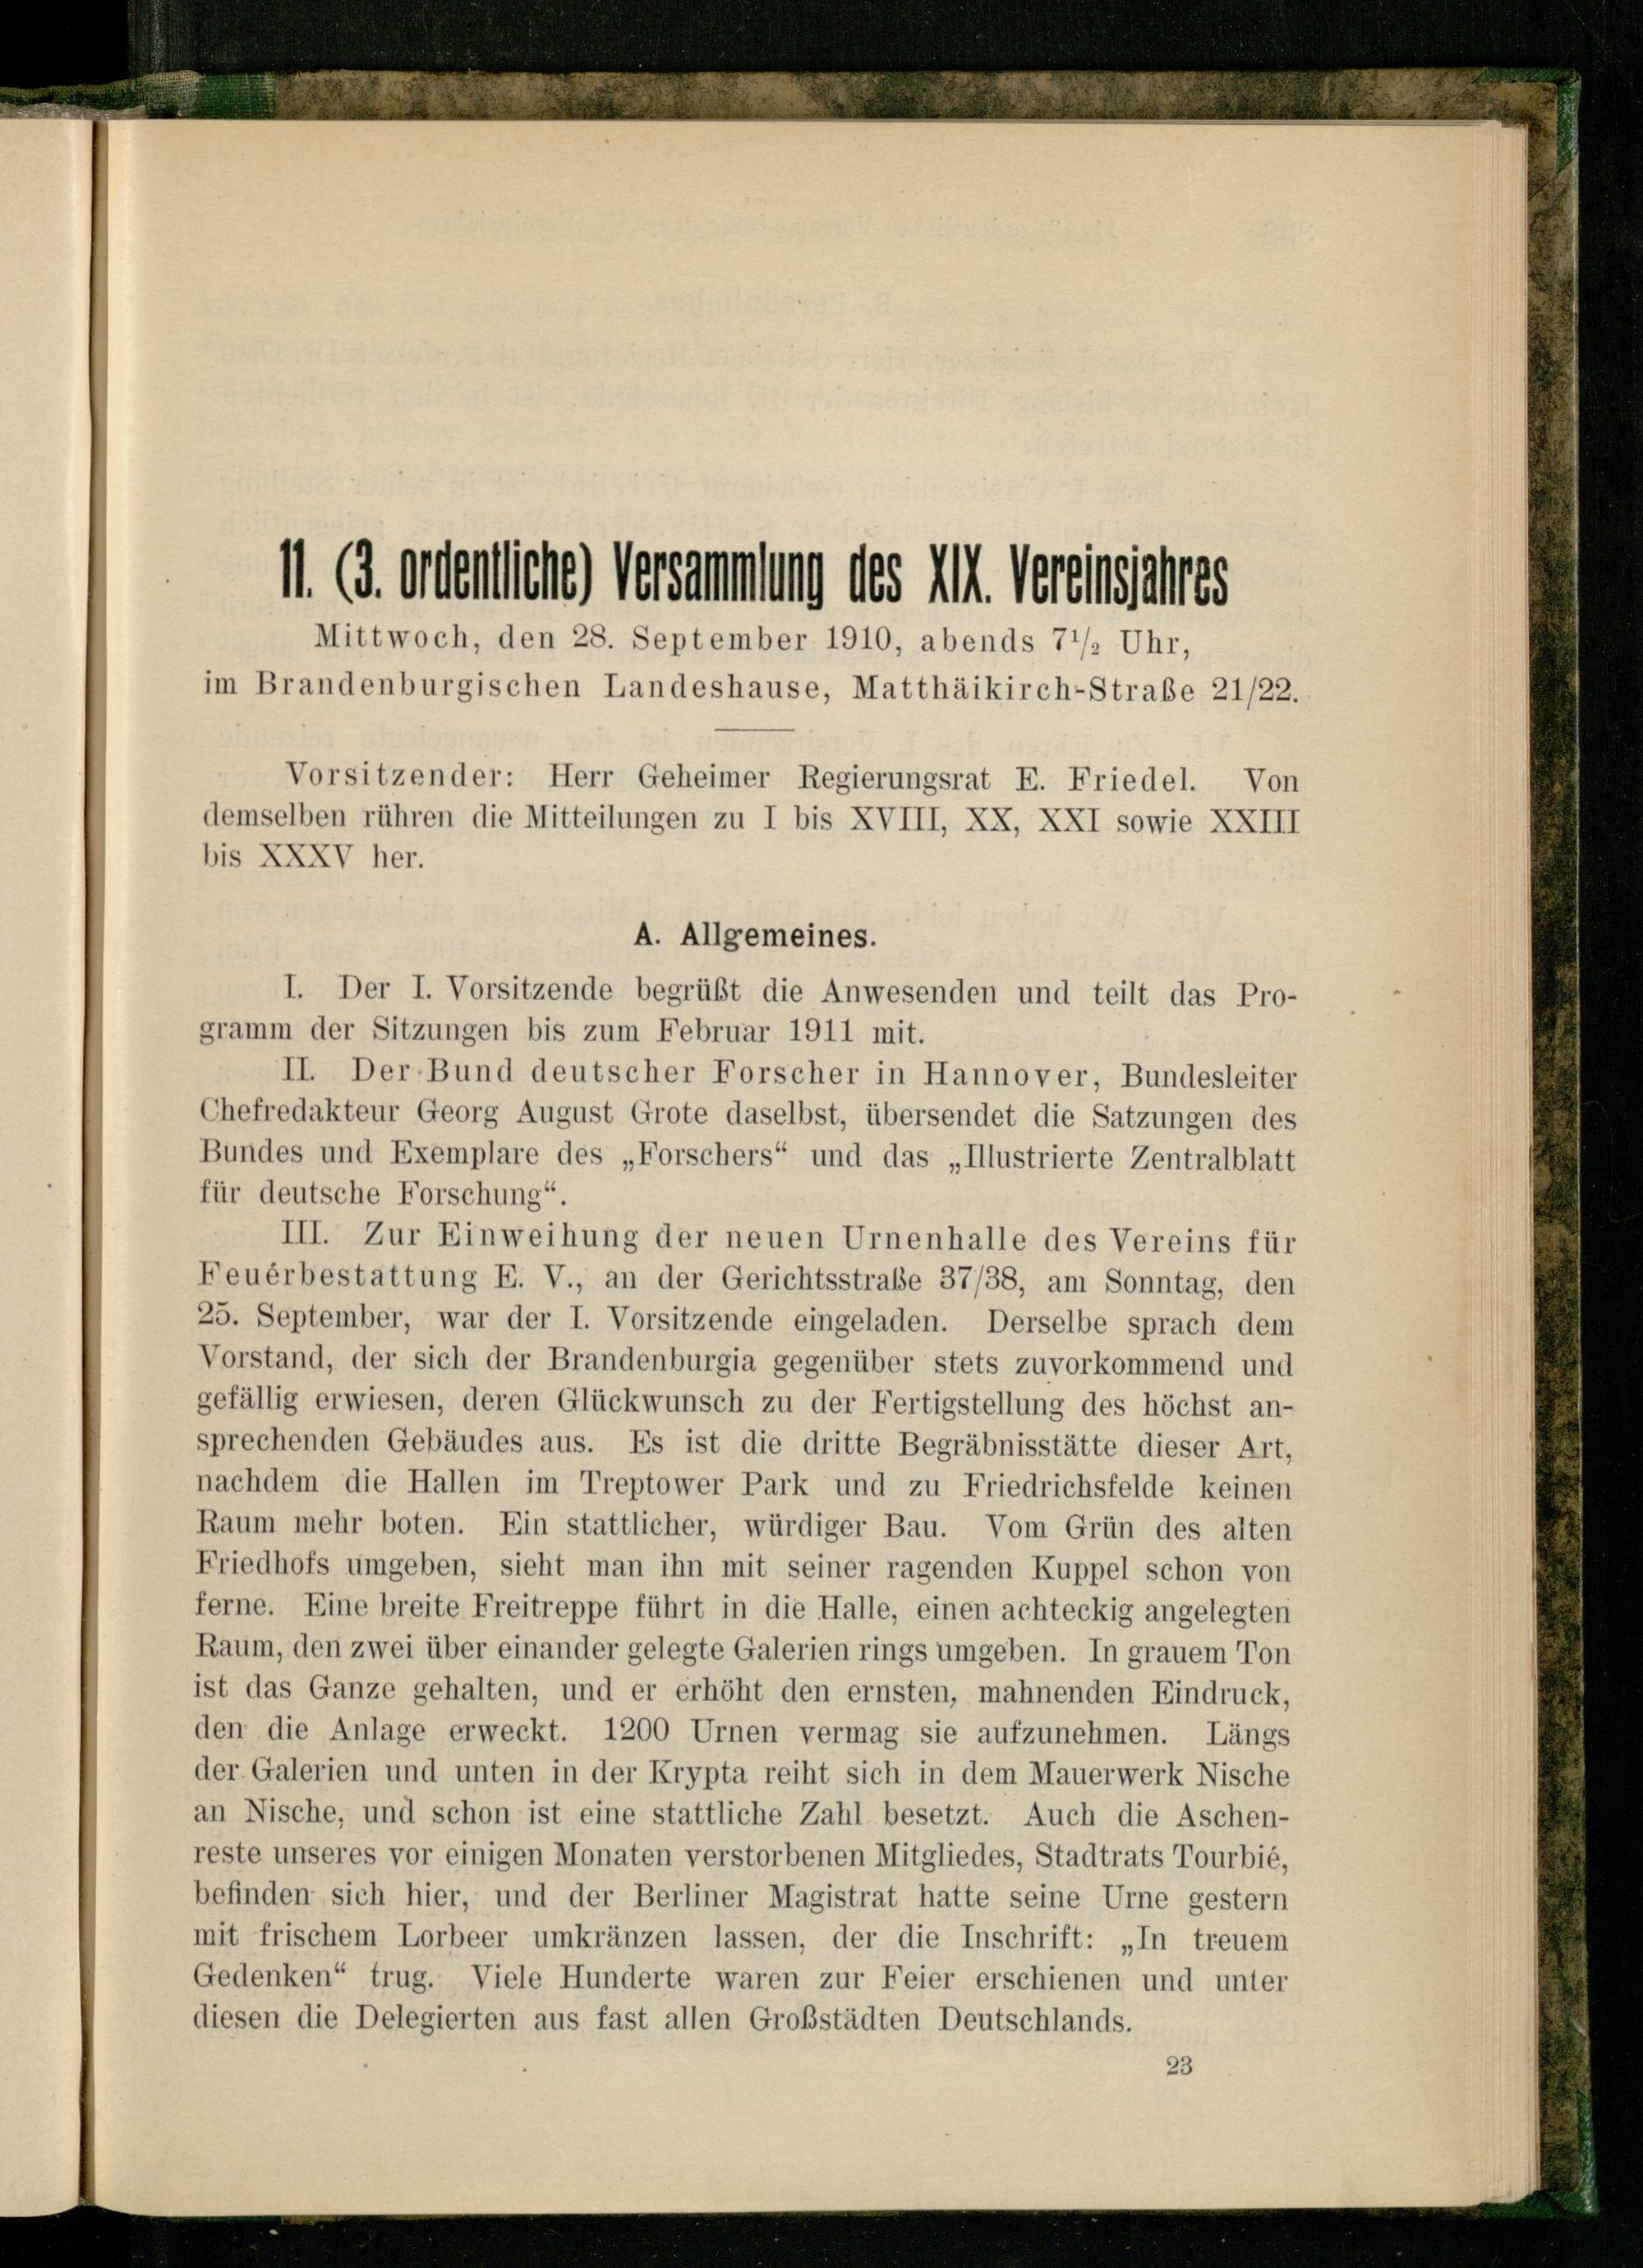 11. (3. ordentliche) Versammlung des XIX. Vereinsjahres
Mittwoch, den 28. September 1910, abends 7½ Uhr,
im Brandenburgischen Landeshause, Matthäikirch-Straße 21/22.
Vorsitzender: Herr Geheimer Regierungsrat E. Friedel. Von
demselben rühren die Mitteilungen zu I bis XVIII, XX, XXI sowie XXIII
bis XXXV her.
A. Allgemeines.
I. Der I. Vorsitzende begrüßt die Anwesenden und teilt das Pro-
gramm der Sitzungen bis zum Februar 1911 mit.
II. Der Bund deutscher Forscher in Hannover, Bundesleiter
Chefredakteur Georg August Grote daselbst, übersendet die Satzungen des
Bundes und Exemplare des „Forschers“ und das „Illustrierte Zentralblatt
für deutsche Forschung“.
III. Zur Einweihung der neuen Urnenhalle des Vereins für
Feuérbestattung E. V., an der Gerichtsstraße 37/38, am Sonntag, den
25. September, war der I. Vorsitzende eingeladen. Derselbe sprach dem
Vorstand, der sich der Brandenburgia gegenüber stets zuvorkommend und
gefällig erwiesen, deren Glückwunsch zu der Fertigstellung des höchst an-
sprechenden Gebäudes aus. Es ist die dritte Begräbnisstätte dieser Art,
nachdem die Hallen im Treptower Park und zu Friedrichsfelde keinen
Raum mehr boten. Ein stattlicher, würdiger Bau. Vom Grün des alten
Friedhofs umgeben, sieht man ihn mit seiner ragenden Kuppel schon von
ferne. Eine breite Freitreppe führt in die Halle, einen achteckig angelegten
Raum, den zwei über einander gelegte Galerien rings umgeben. In grauem Ton
ist das Ganze gehalten, und er erhöht den ernsten, mahnenden Eindruck,
den die Anlage erweckt. 1200 Urnen vermag sie aufzunehmen. Längs
der Galerien und unten in der Krypta reiht sich in dem Mauerwerk Nische
an Nische, und schon ist eine stattliche Zahl besetzt. Auch die Aschen-
reste unseres vor einigen Monaten verstorbenen Mitgliedes, Stadtrats Tourbié,
befinden sich hier, und der Berliner Magistrat hatte seine Urne gestern
mit frischem Lorbeer umkränzen lassen, der die Inschrift: „In treuem
Gedenken“ trug. Viele Hunderte waren zur Feier erschienen und unter
diesen die Delegierten aus fast allen Großstädten Deutschlands.
23